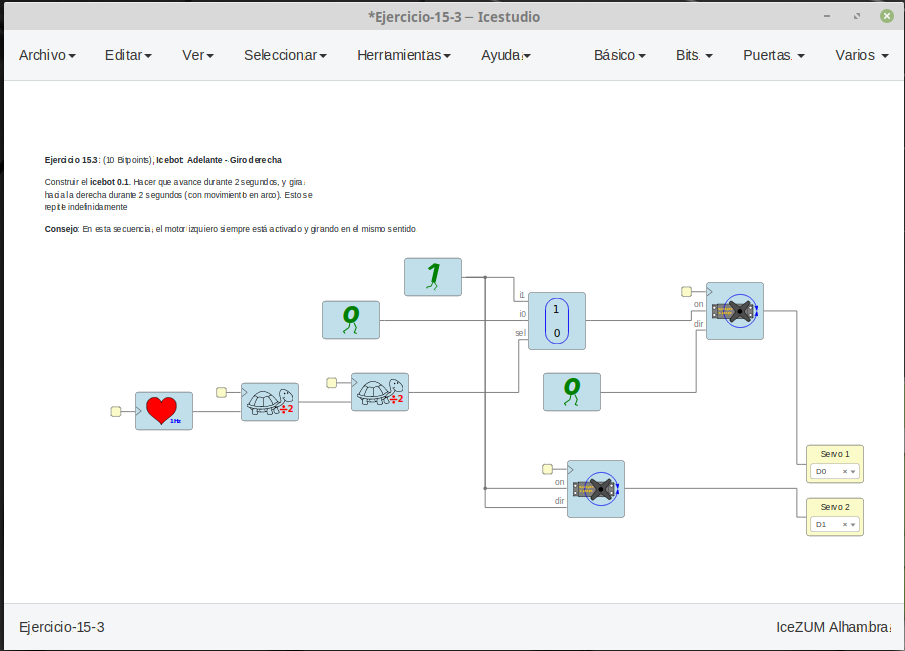 *Ejercicio-15-3 ─ Icestudio
Archivo Editar Ver Seleccionar Herramientas Ayuda Básico Bits Puertas Varios
Ejercicio 15.3: (10 Bitpoints), Icebot: Adelante - Giro derecha
Construir el icebot 0.1. Hacer que avance durante 2 segundos, y gira
hacia la derecha durante 2 segundos (con movimiento en arco). Esto se
repite indefinidamente
Consejo: En esta secuencia, el motor izquiero siempre está activado y girando en el mismo sentido
1
i1
0
i0
sel
1
0
on
dir
0
÷2
÷2
1Hz
Servo 1
D0
on
dir
Servo 2
D1
Ejercicio-15-3
IceZUM Alhambra